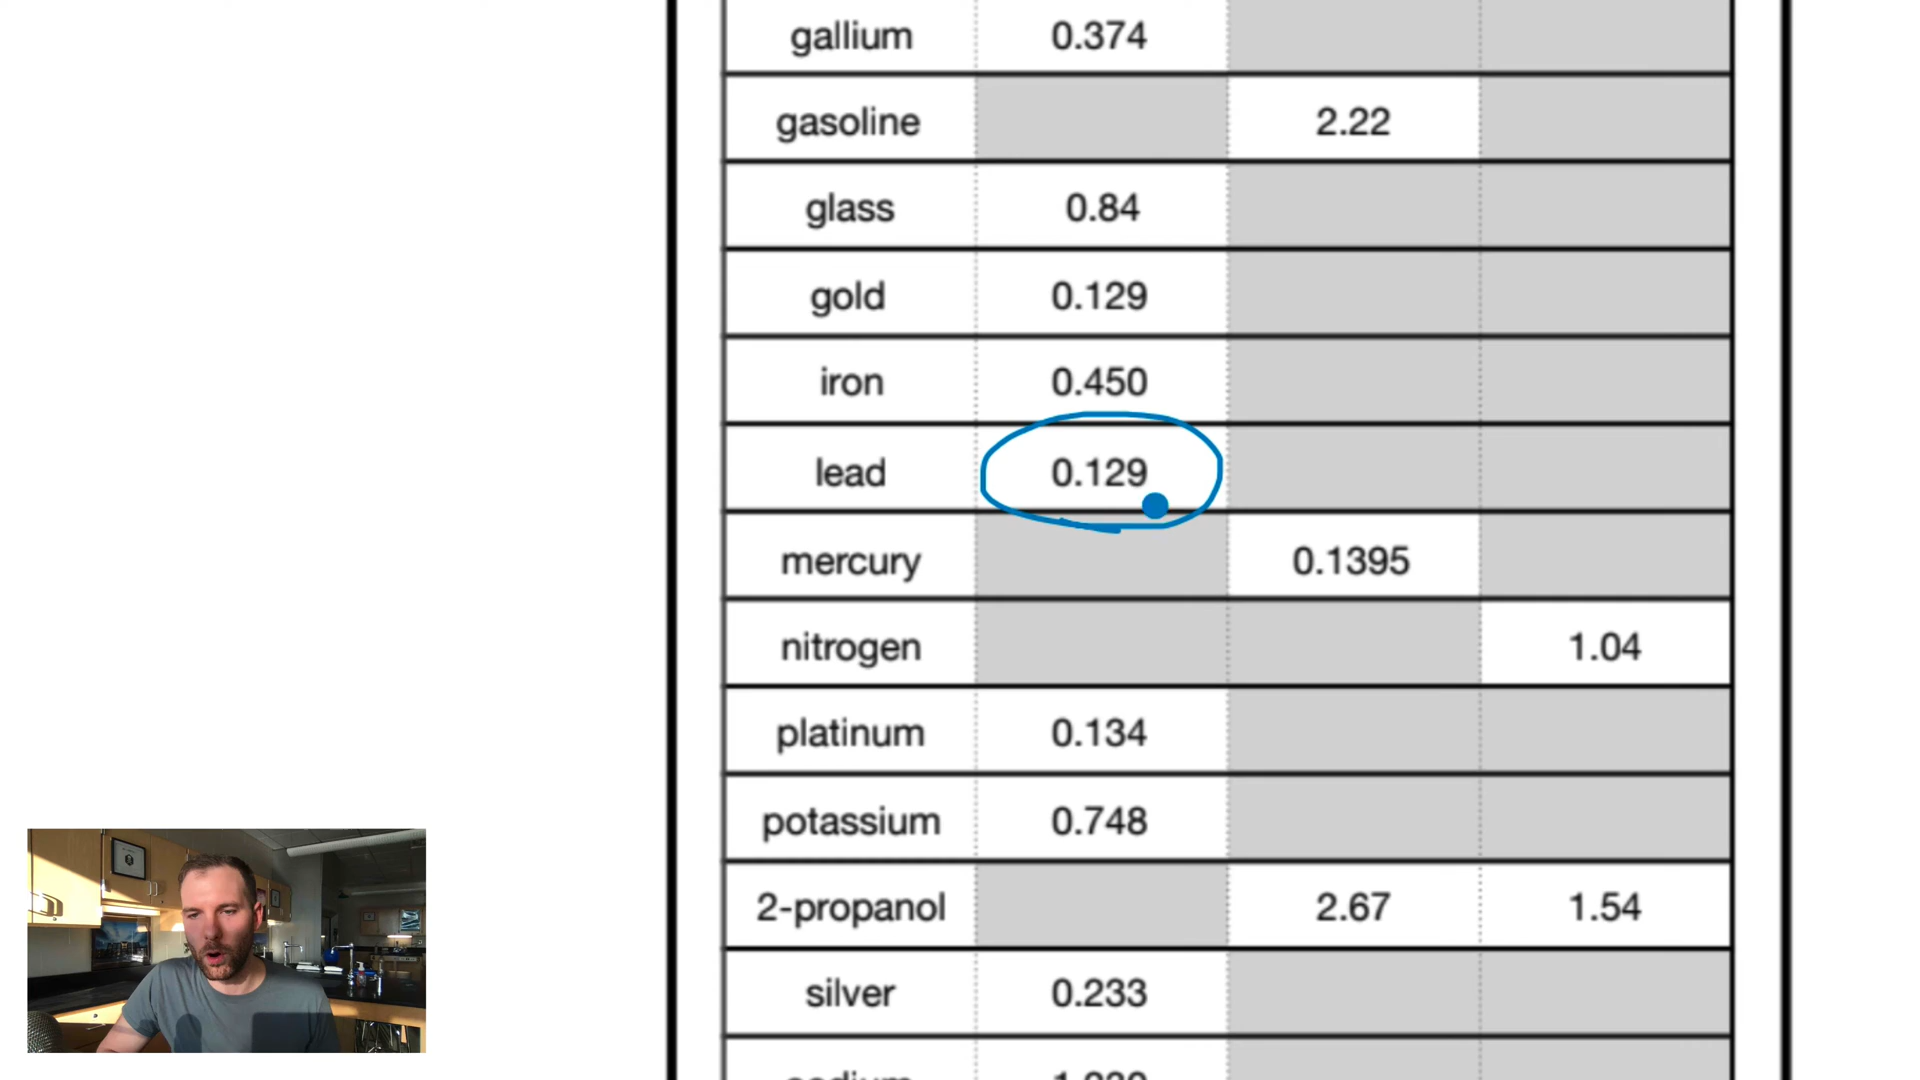 gallium 0.374
gasoline 2.22
glass 0.84
gold 0.129
iron 0.450
lead 0.129
mercury 0.1395
nitrogen 1.04
platinum 0.134
potassium 0.748
2-propanol 2.67 1.54
silver 0.233